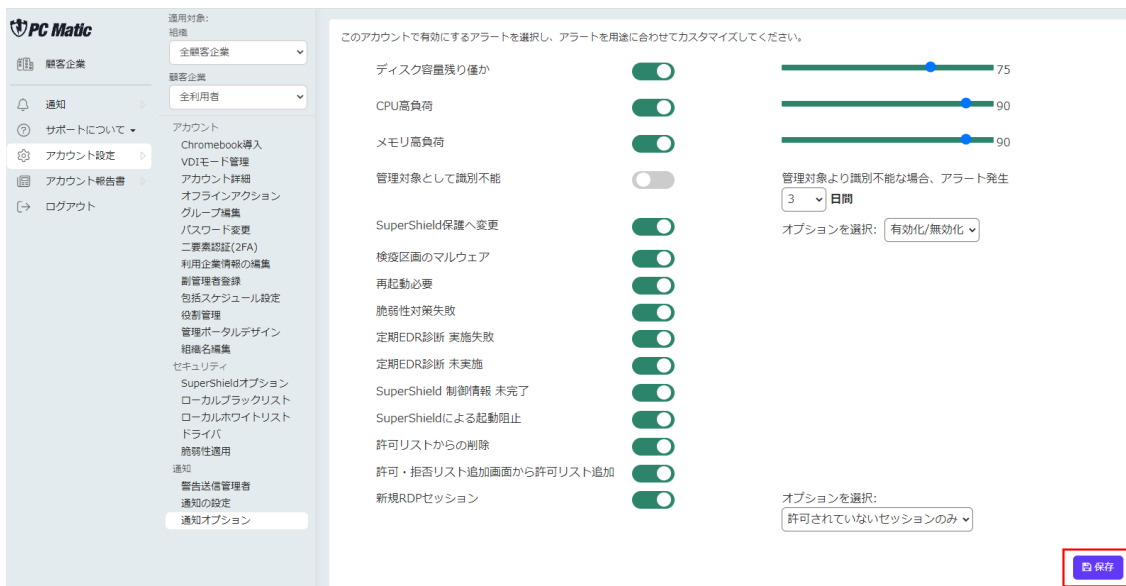 PC Matic
顧客企業
通知
サポートについて
アカウント設定
アカウント報告書
ログアウト
適用対象:
組織
全顧客企業
顧客企業
全利用者
アカウント
Chromebook導入
VDIモード管理
アカウント詳細
オフラインアクション
グループ編集
パスワード変更
二要素認証(2FA)
利用企業情報の編集
副管理者登録
包括スケジュール設定
役割管理
管理ポータルデザイン
組織名編集
セキュリティ
SuperShieldオプション
ローカルブラックリスト
ローカルホワイトリスト
ドライバ
脆弱性適用
通知
警告送信管理者
通知の設定
通知オプション
このアカウントで有効にするアラートを選択し、アラートを用途に合わせてカスタマイズしてください。
ディスク容量残り僅か 75
CPU高負荷 90
メモリ高負荷 90
管理対象として識別不能 管理対象より識別不能な場合、アラート発生
3 日間
SuperShield保護へ変更 オプションを選択: 有効化/無効化
検疫区画のマルウェア
再起動必要
脆弱性対策失敗
定期EDR診断 実施失敗
定期EDR診断 未実施
SuperShield 制御情報 未完了
SuperShieldによる起動阻止
許可リストからの削除
許可・拒否リスト追加画面から許可リスト追加
新規RDPセッション オプションを選択:
許可されていないセッションのみ
保存